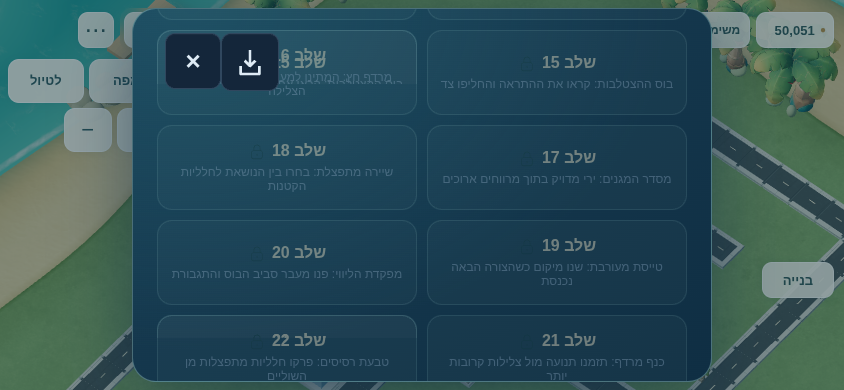 50,051
משימ
לטיול
בנייה
שלב 15
בוס ההצטלבות: קראו את ההתראה והחליפו צד
הצלילה
שלב 17
מסדר המגנים: ירי מדויק בתוך מרווחים ארוכים
שלב 18
שיירה מתפצלת: בחרו בין הנושאת לחלליות
הקטנות
שלב 19
טייסת מעורבת: שנו מיקום כשהצורה הבאה
נכנסת
שלב 20
מפקדת הליווי: פנו מעבר סביב הבוס והתגבורת
שלב 21
כנף מרדף: תזמנו תנועה מול צלילות קרובות
יותר
שלב 22
טבעת רסיסים: פרקו חלליות מתפצלות מן
השוליים